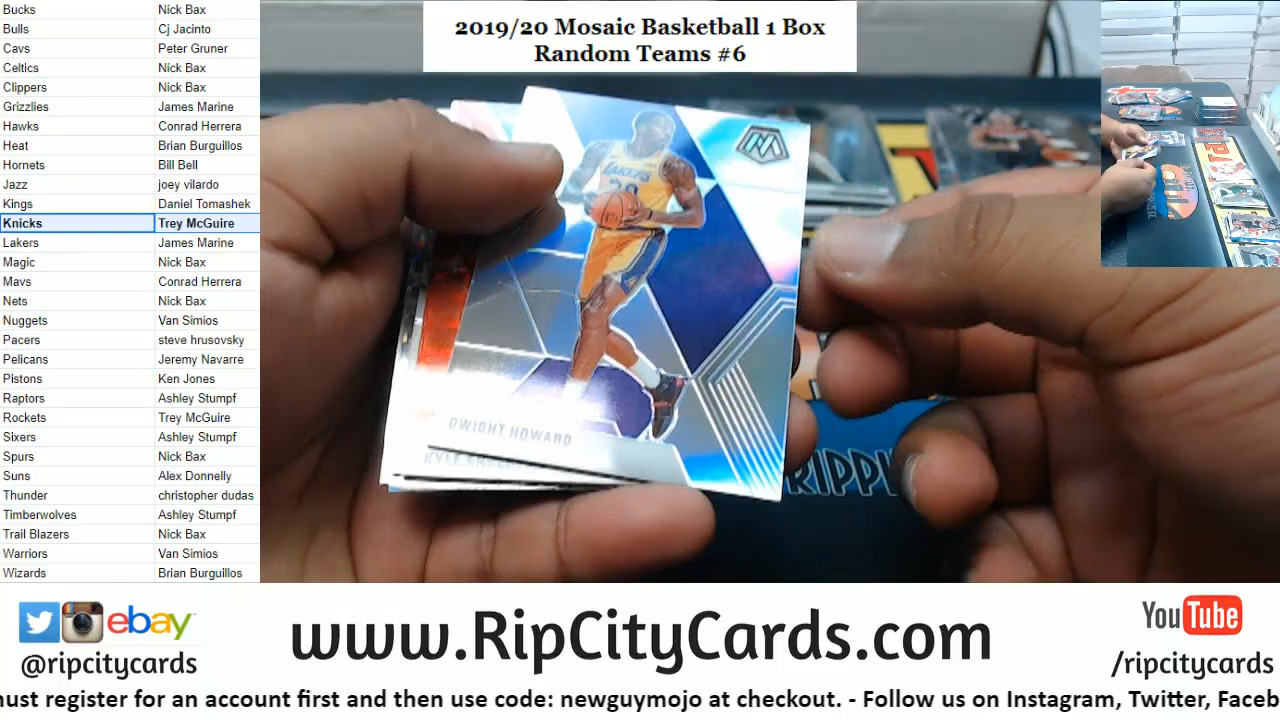 Bucks Nick Bax
Bulls Cj Jacinto
Cavs Peter Gruner
Celtics Nick Bax
Clippers Nick Bax
Grizzlies James Marine
Hawks Conrad Herrera
Heat Brian Burguillos
Hornets Bill Bell
Jazz joey vilardo
Kings Daniel Tomashek
Knicks Trey McGuire
Lakers James Marine
Magic Nick Bax
Mavs Conrad Herrera
Nets Nick Bax
Nuggets Van Simios
Pacers steve hrusovsky
Pelicans Jeremy Navarre
Pistons Ken Jones
Raptors Ashley Stumpf
Rockets Trey McGuire
Sixers Ashley Stumpf
Spurs Nick Bax
Suns Alex Donnelly
Thunder christopher dudas
Timberwolves Ashley Stumpf
Trail Blazers Nick Bax
Warriors Van Simios
Wizards Brian Burguillos
2019/20 Mosaic Basketball 1 Box
Random Teams #6
LAKERS
DWIGHT HOWARD
KYLE
RIPPI
ebay
@ripcitycards
www.RipCityCards.com
YouTube
/ripcitycards
must register for an account first and then use code: newguymojo at checkout. - Follow us on Instagram, Twitter, Faceb